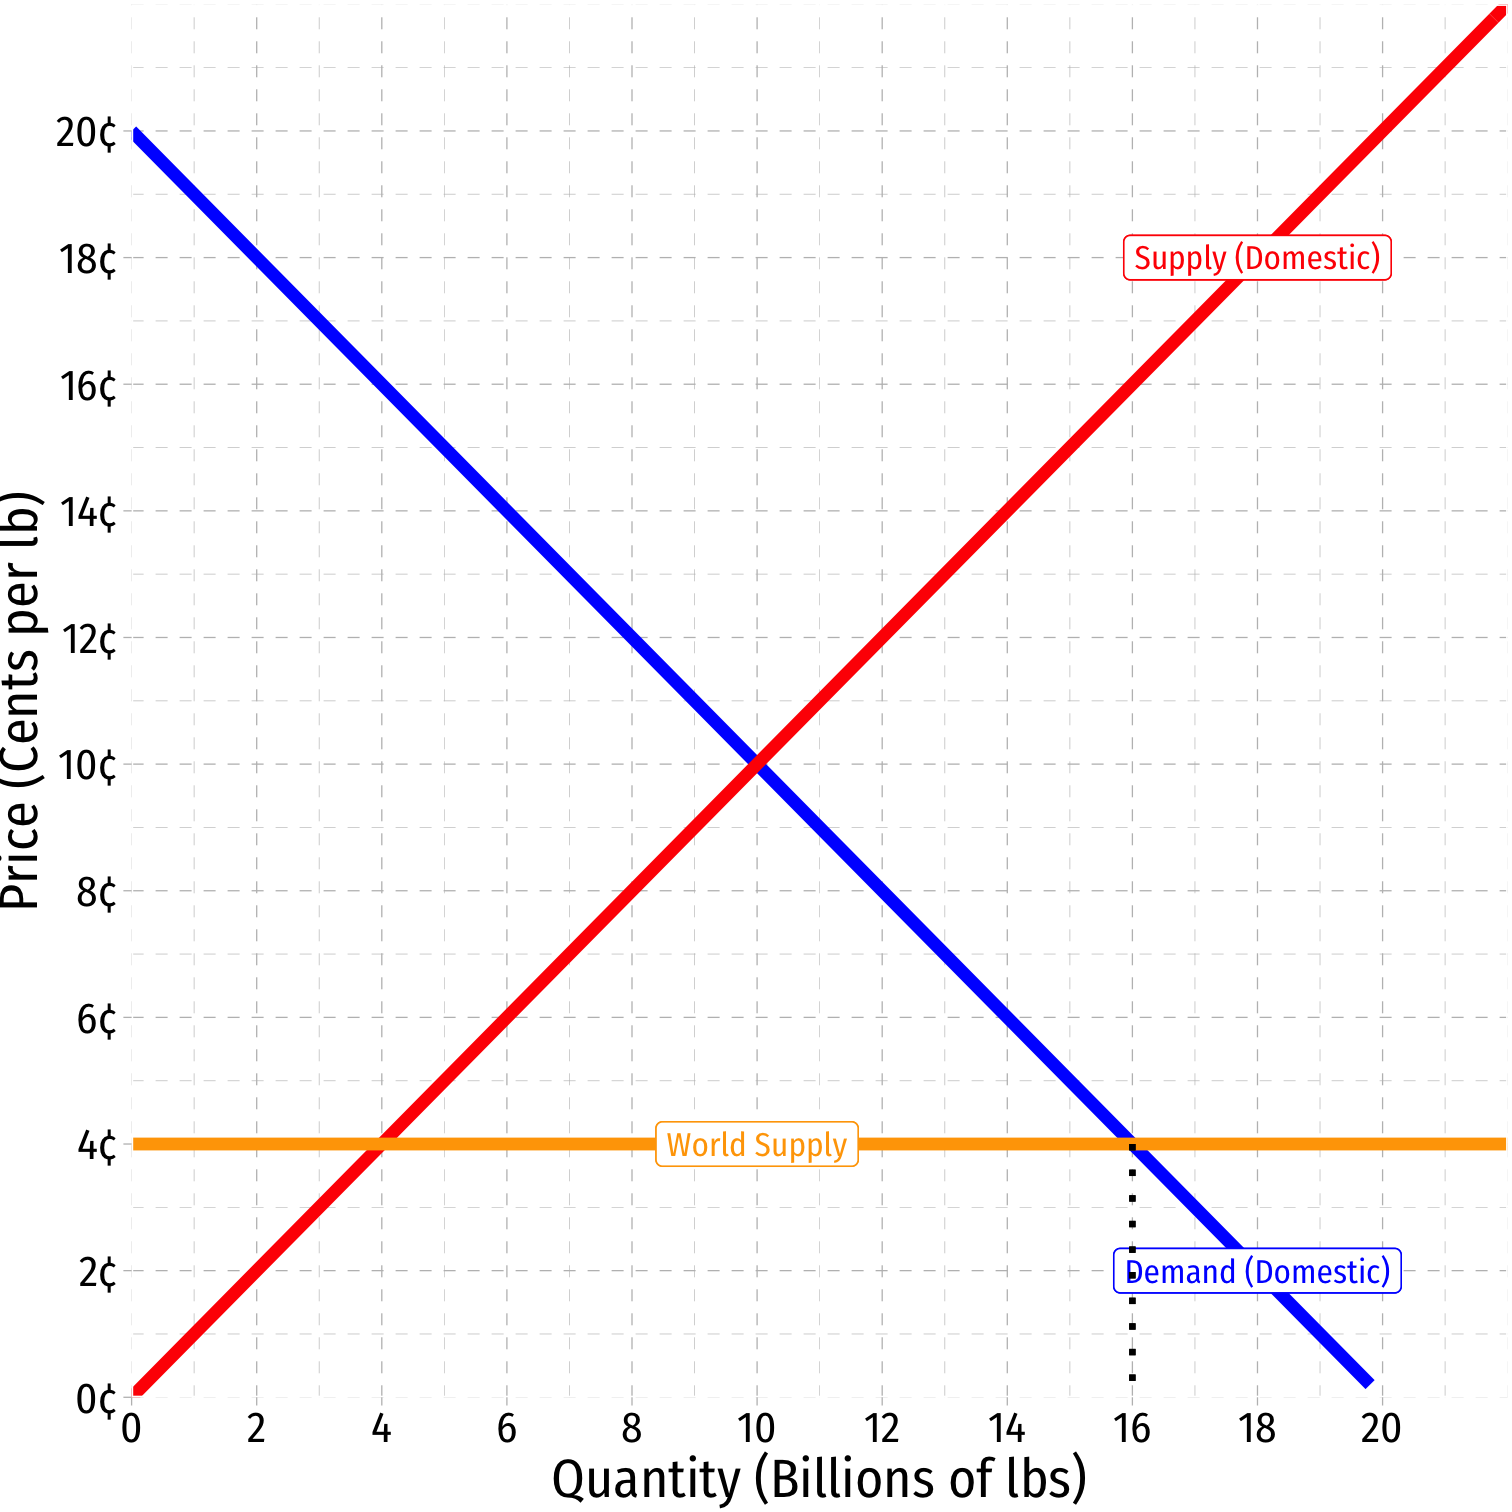 20¢
18¢
16¢
14¢
12¢
10¢
8¢
6¢
4¢
2¢
0¢
Price (Cents per lb)
Supply (Domestic)
World Supply
Demand (Domestic)
0 2 4 6 8 10 12 14 16 18 20
Quantity (Billions of lbs)